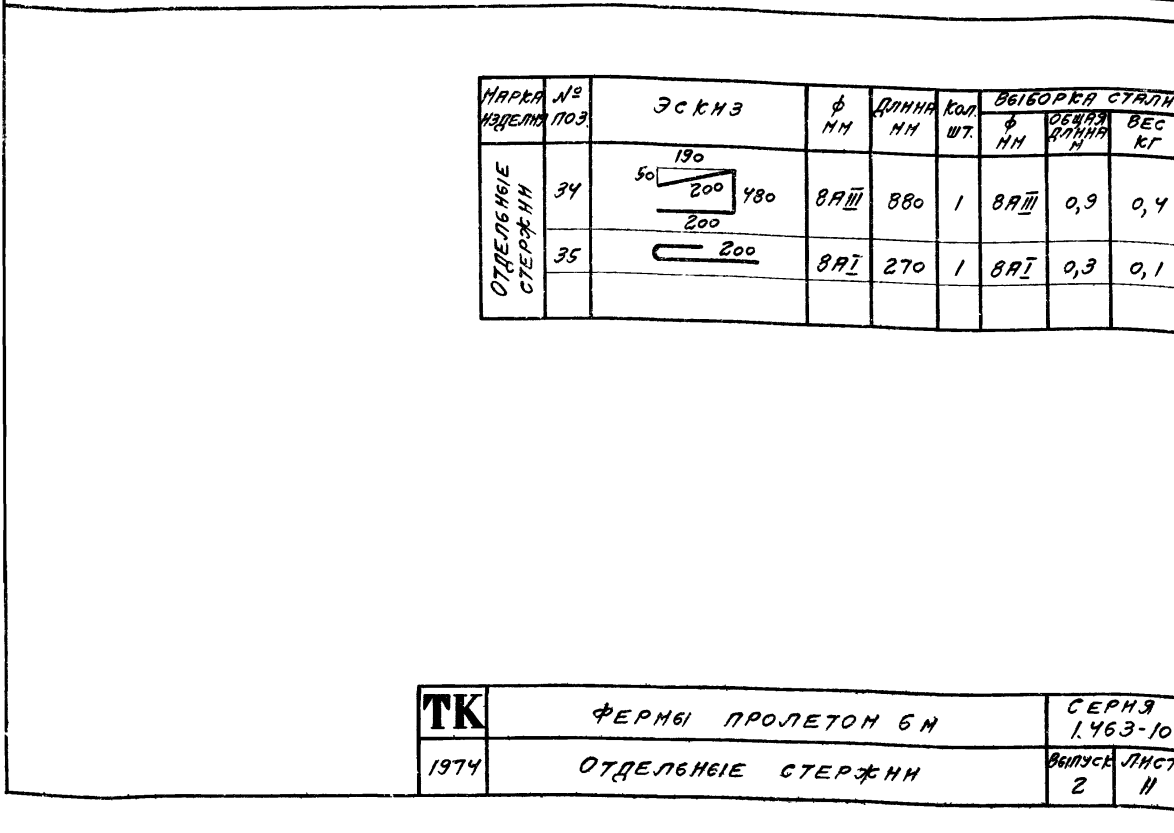 МАРКА ИЗДЕЛИЯ № ПОЗ. ЭСКИЗ ϕ ММ ДЛИНА ММ КОЛ. ШТ. ВЫБОРКА СТАЛИ
ϕ ММ ОБЩАЯ ДЛИНА М ВЕС КГ
ОТДЕЛЬНЫЕ СТЕРЖНИ
34 190 50 200 480 200 8АIII 880 1 8АIII 0,9 0,4
35 200 8АI 270 1 8АI 0,3 0,1
ТК ФЕРМЫ ПРОЛЕТОМ 6М СЕРИЯ 1.463-10
1974 ОТДЕЛЬНЫЕ СТЕРЖНИ ВЫПУСК 2 ЛИСТ